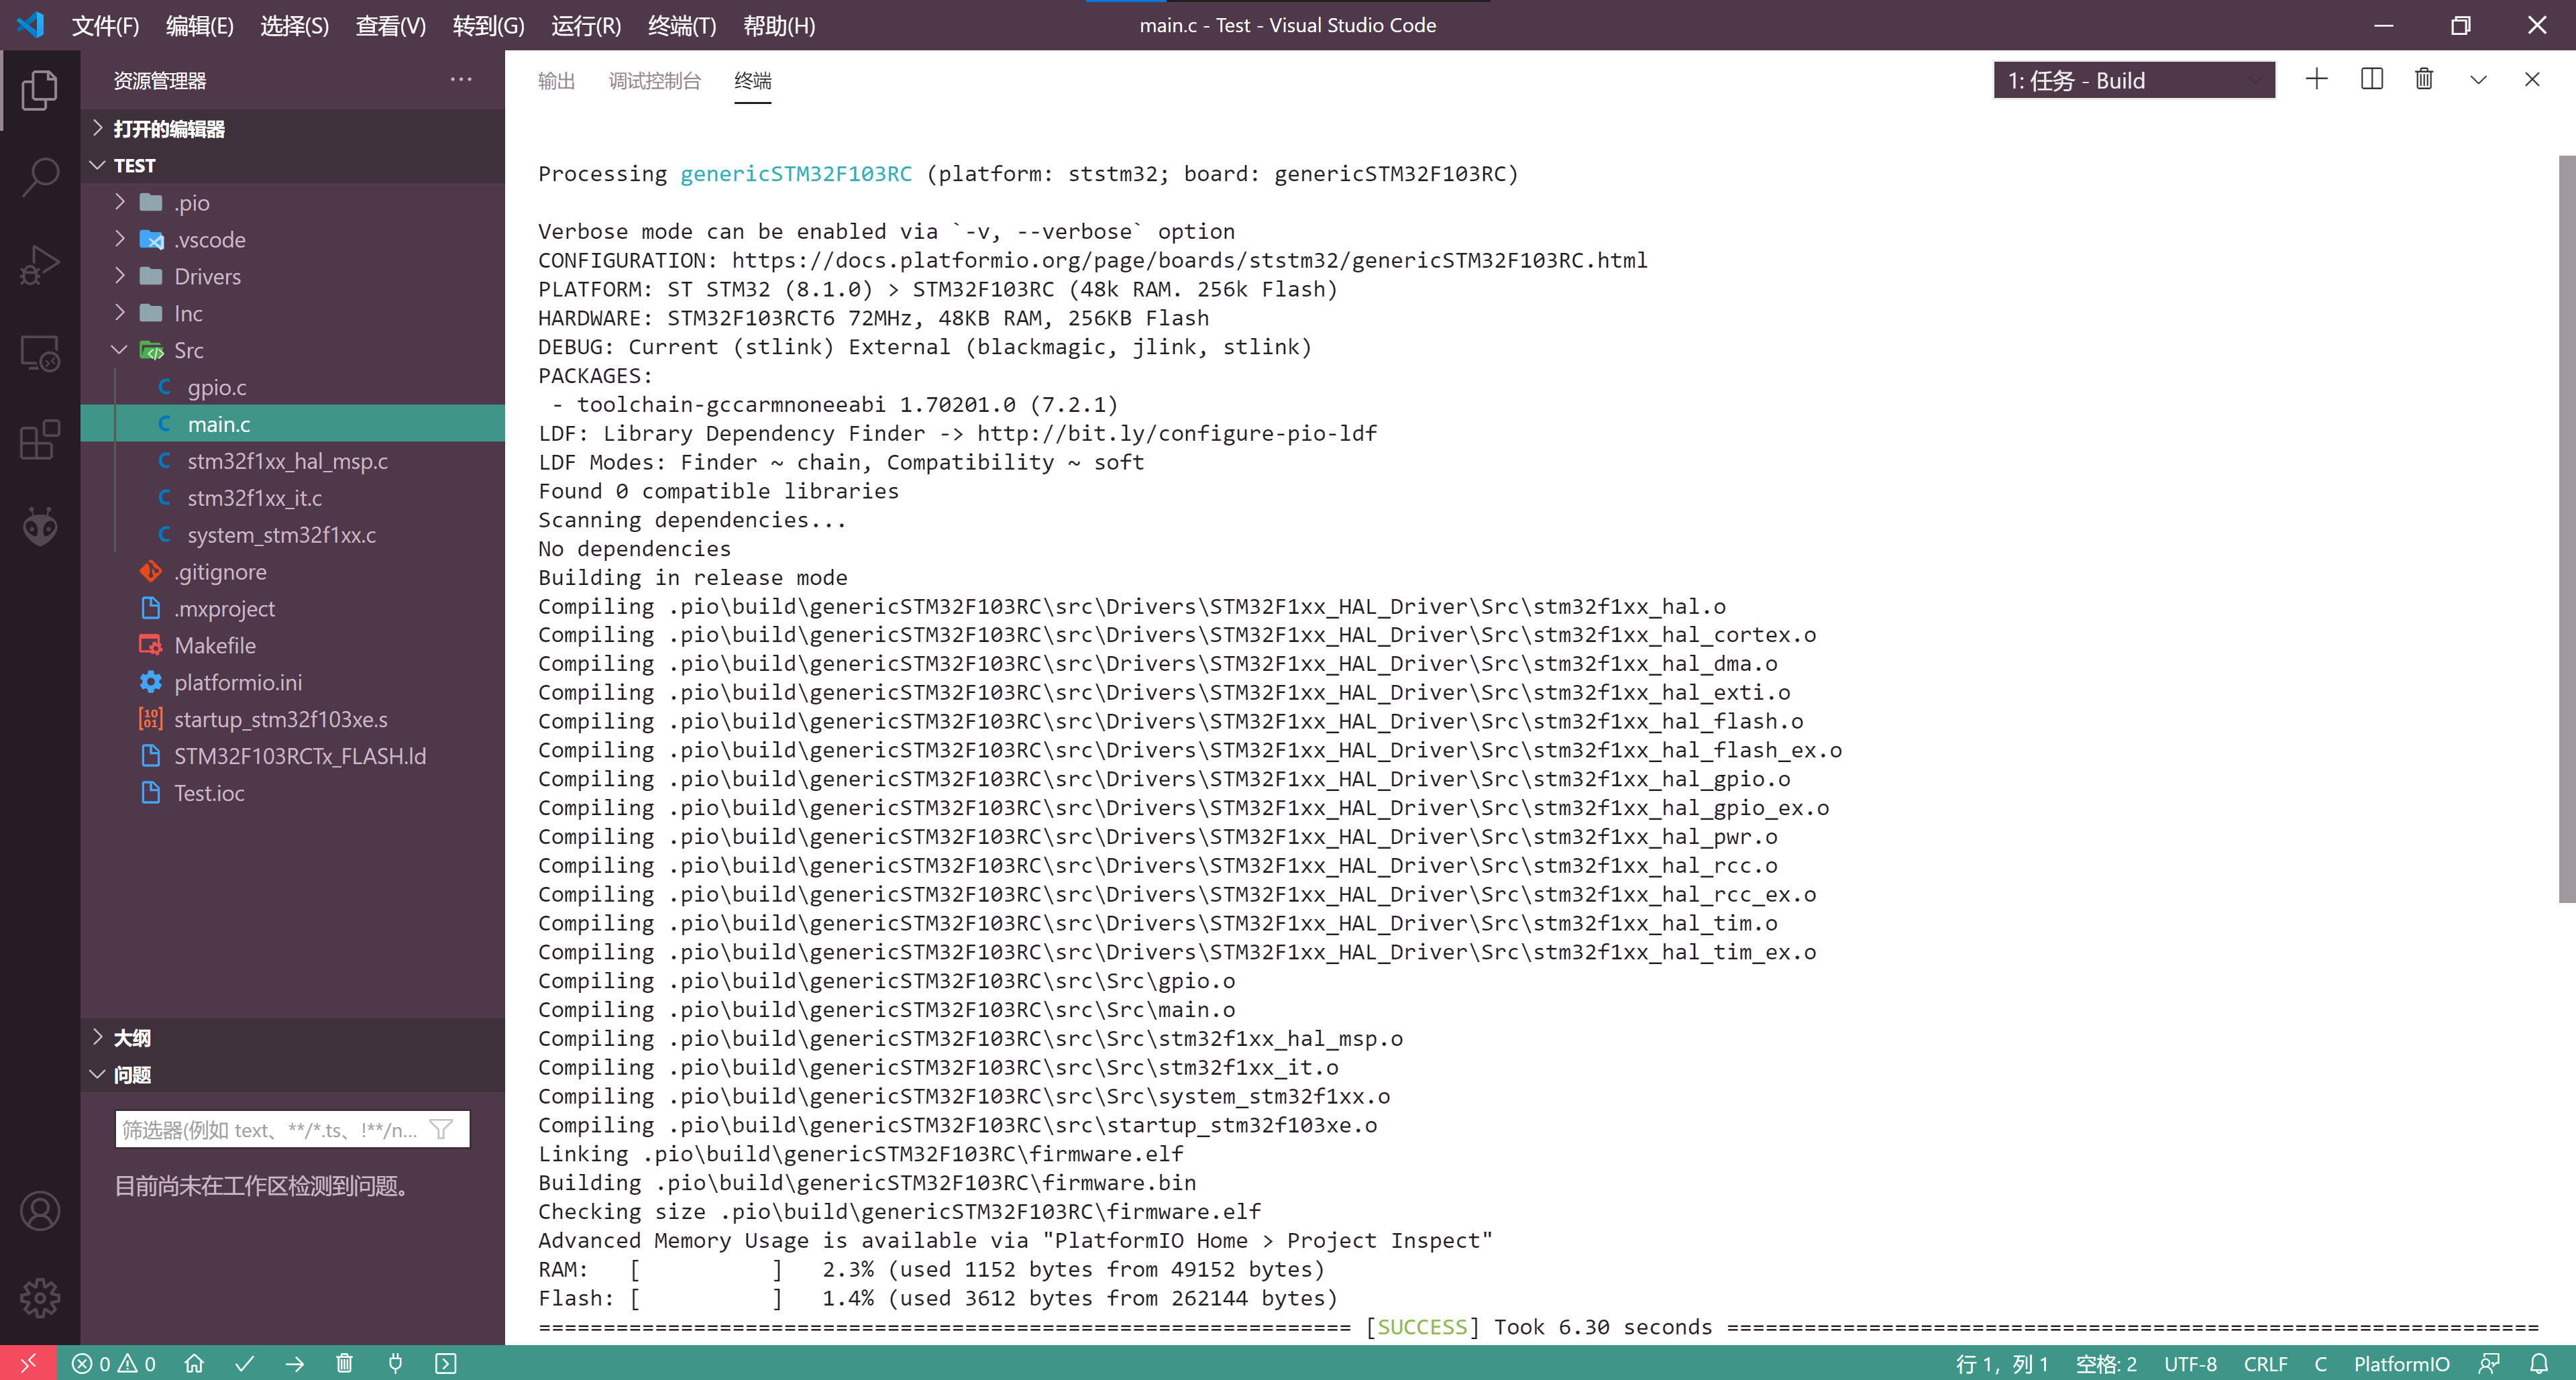 文件(F) 编辑(E) 选择(S) 查看(V) 转到(G) 运行(R) 终端(T) 帮助(H) main.c - Test - Visual Studio Code
资源管理器
打开的编辑器
TEST
.pio
.vscode
Drivers
Inc
Src
gpio.c
main.c
stm32f1xx_hal_msp.c
stm32f1xx_it.c
system_stm32f1xx.c
.gitignore
.mxproject
Makefile
platformio.ini
startup_stm32f103xe.s
STM32F103RCTx_FLASH.ld
Test.ioc
大纲
问题
筛选器(例如 text、**/*.ts、!**/n...
目前尚未在工作区检测到问题。
输出 调试控制台 终端 1: 任务 - Build
Processing genericSTM32F103RC (platform: ststm32; board: genericSTM32F103RC)
Verbose mode can be enabled via `-v, --verbose` option
CONFIGURATION: https://docs.platformio.org/page/boards/ststm32/genericSTM32F103RC.html
PLATFORM: ST STM32 (8.1.0) > STM32F103RC (48k RAM. 256k Flash)
HARDWARE: STM32F103RCT6 72MHz, 48KB RAM, 256KB Flash
DEBUG: Current (stlink) External (blackmagic, jlink, stlink)
PACKAGES:
- toolchain-gccarmnoneeabi 1.70201.0 (7.2.1)
LDF: Library Dependency Finder -> http://bit.ly/configure-pio-ldf
LDF Modes: Finder ~ chain, Compatibility ~ soft
Found 0 compatible libraries
Scanning dependencies...
No dependencies
Building in release mode
Compiling .pio\build\genericSTM32F103RC\src\Drivers\STM32F1xx_HAL_Driver\Src\stm32f1xx_hal.o
Compiling .pio\build\genericSTM32F103RC\src\Drivers\STM32F1xx_HAL_Driver\Src\stm32f1xx_hal_cortex.o
Compiling .pio\build\genericSTM32F103RC\src\Drivers\STM32F1xx_HAL_Driver\Src\stm32f1xx_hal_dma.o
Compiling .pio\build\genericSTM32F103RC\src\Drivers\STM32F1xx_HAL_Driver\Src\stm32f1xx_hal_exti.o
Compiling .pio\build\genericSTM32F103RC\src\Drivers\STM32F1xx_HAL_Driver\Src\stm32f1xx_hal_flash.o
Compiling .pio\build\genericSTM32F103RC\src\Drivers\STM32F1xx_HAL_Driver\Src\stm32f1xx_hal_flash_ex.o
Compiling .pio\build\genericSTM32F103RC\src\Drivers\STM32F1xx_HAL_Driver\Src\stm32f1xx_hal_gpio.o
Compiling .pio\build\genericSTM32F103RC\src\Drivers\STM32F1xx_HAL_Driver\Src\stm32f1xx_hal_gpio_ex.o
Compiling .pio\build\genericSTM32F103RC\src\Drivers\STM32F1xx_HAL_Driver\Src\stm32f1xx_hal_pwr.o
Compiling .pio\build\genericSTM32F103RC\src\Drivers\STM32F1xx_HAL_Driver\Src\stm32f1xx_hal_rcc.o
Compiling .pio\build\genericSTM32F103RC\src\Drivers\STM32F1xx_HAL_Driver\Src\stm32f1xx_hal_rcc_ex.o
Compiling .pio\build\genericSTM32F103RC\src\Drivers\STM32F1xx_HAL_Driver\Src\stm32f1xx_hal_tim.o
Compiling .pio\build\genericSTM32F103RC\src\Drivers\STM32F1xx_HAL_Driver\Src\stm32f1xx_hal_tim_ex.o
Compiling .pio\build\genericSTM32F103RC\src\Src\gpio.o
Compiling .pio\build\genericSTM32F103RC\src\Src\main.o
Compiling .pio\build\genericSTM32F103RC\src\Src\stm32f1xx_hal_msp.o
Compiling .pio\build\genericSTM32F103RC\src\Src\stm32f1xx_it.o
Compiling .pio\build\genericSTM32F103RC\src\Src\system_stm32f1xx.o
Compiling .pio\build\genericSTM32F103RC\src\startup_stm32f103xe.o
Linking .pio\build\genericSTM32F103RC\firmware.elf
Building .pio\build\genericSTM32F103RC\firmware.bin
Checking size .pio\build\genericSTM32F103RC\firmware.elf
Advanced Memory Usage is available via "PlatformIO Home > Project Inspect"
RAM:   [          ]   2.3% (used 1152 bytes from 49152 bytes)
Flash: [          ]   1.4% (used 3612 bytes from 262144 bytes)
=============================================================== [SUCCESS] Took 6.30 seconds ===============================================================
0 0 行 1，列 1 空格: 2 UTF-8 CRLF C PlatformIO